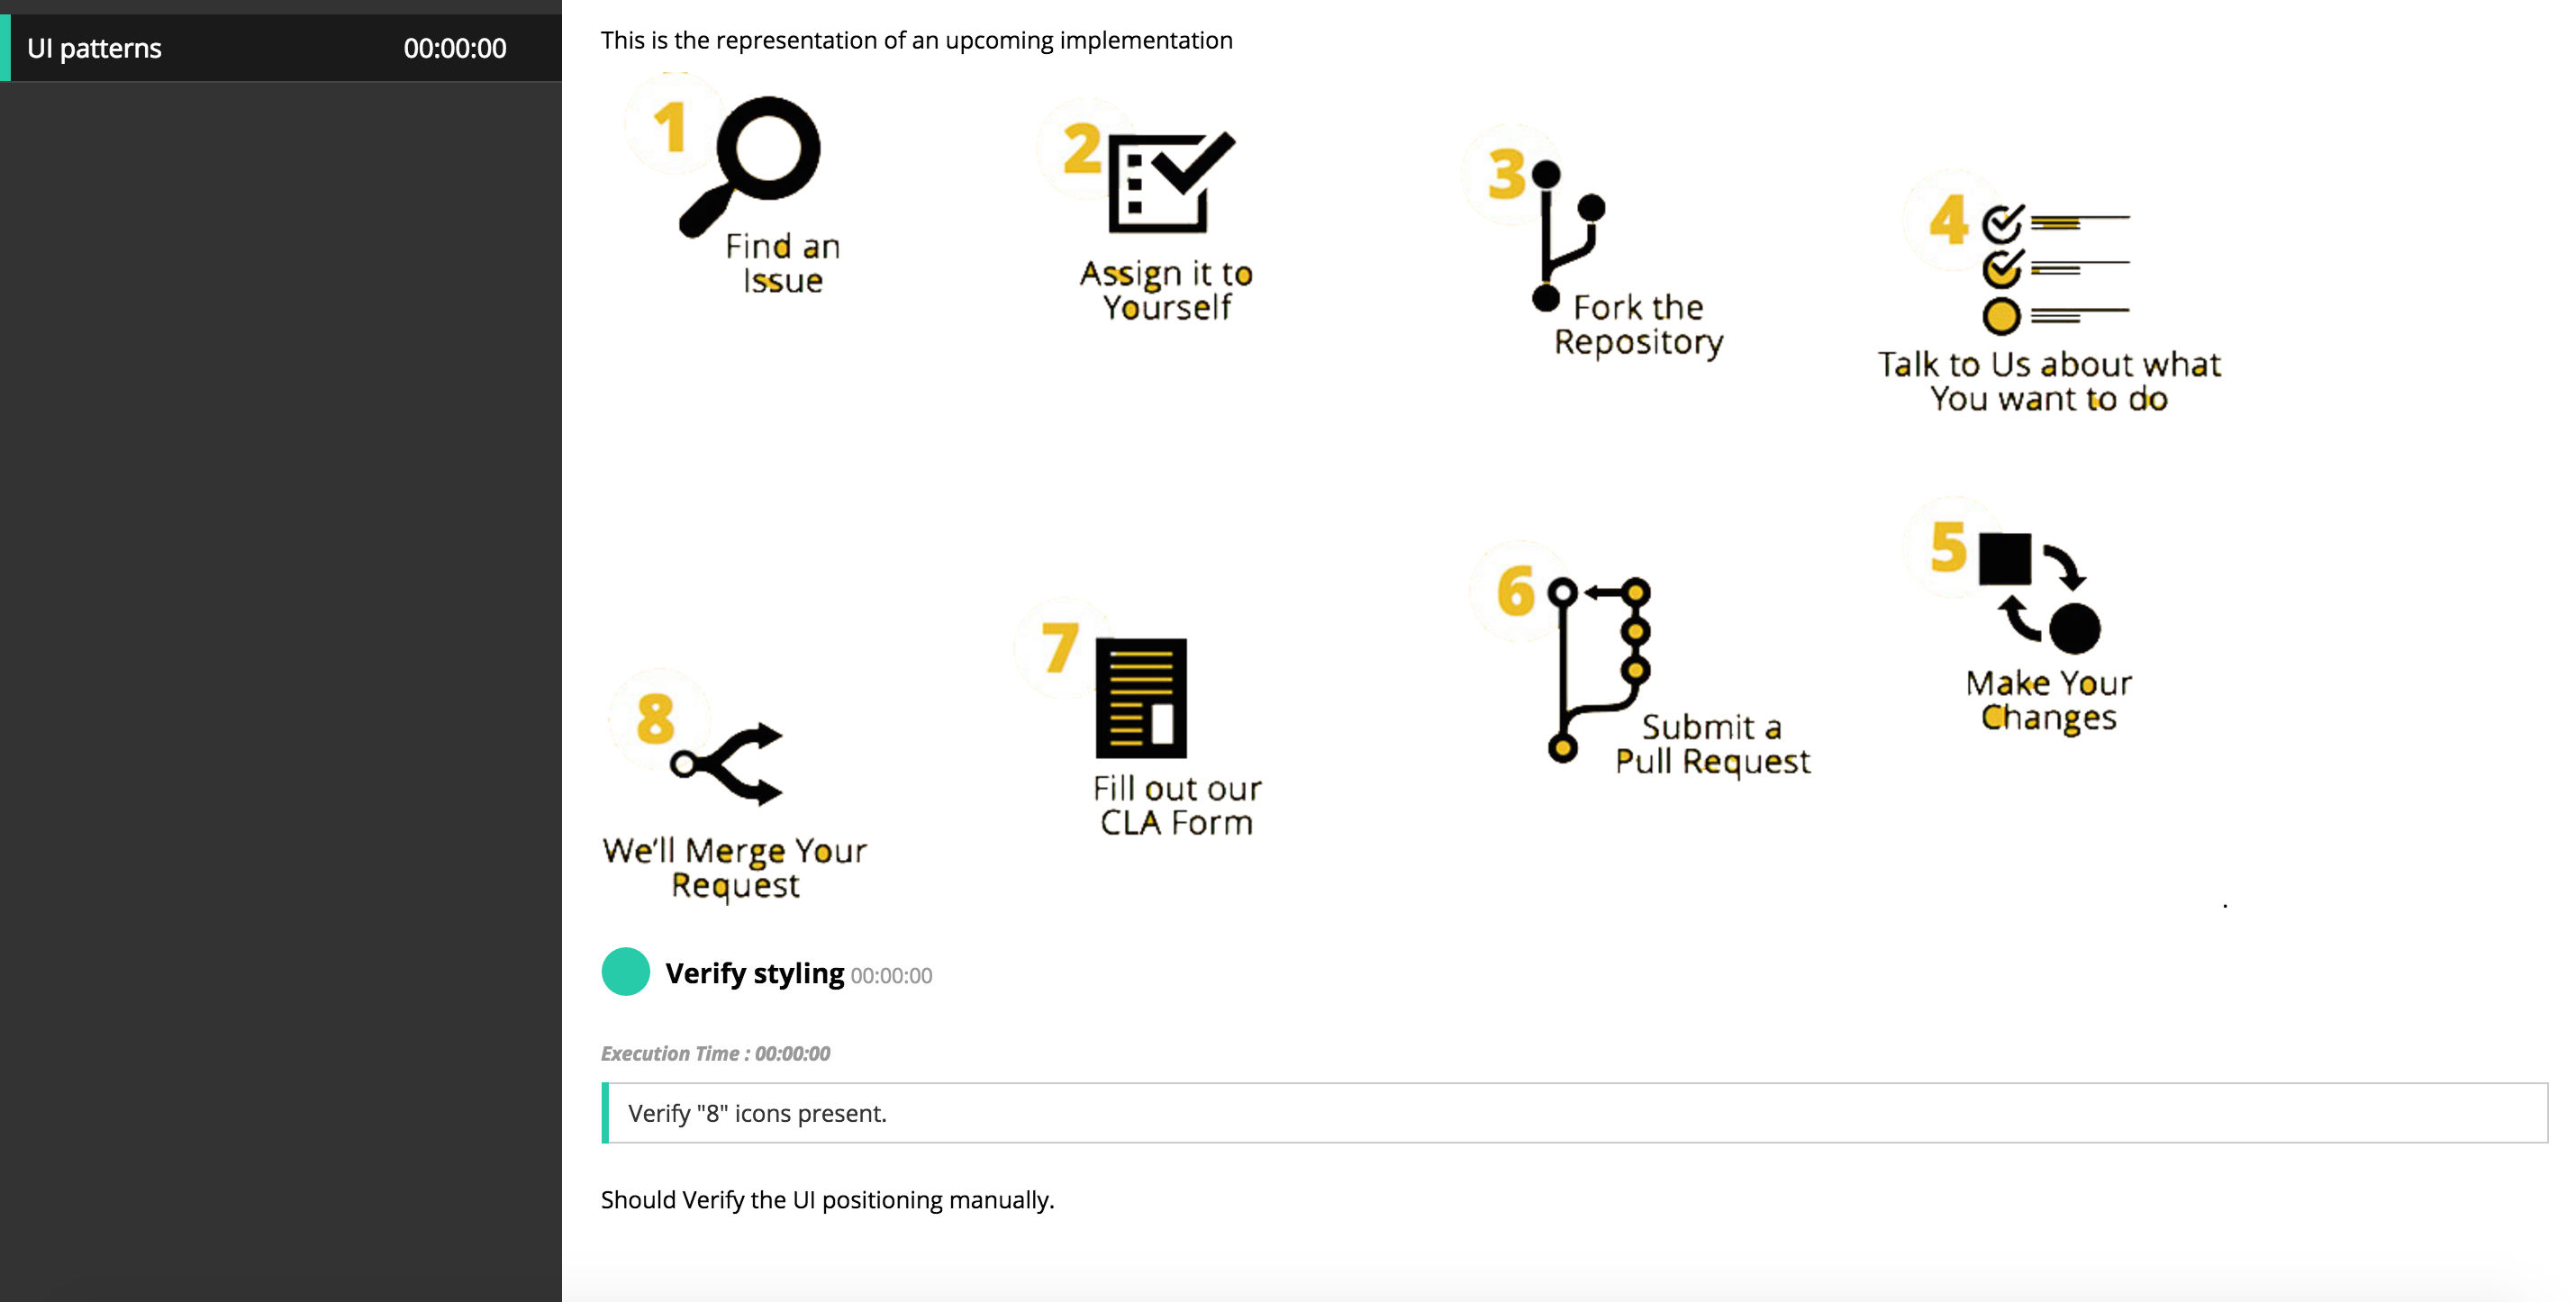 UI patterns 00:00:00
This is the representation of an upcoming implementation
1
Find an
Issue
2
Assign it to
Yourself
3
Fork the
Repository
4
Talk to Us about what
You want to do
5
Make Your
Changes
6
Submit a
Pull Request
7
Fill out our
CLA Form
8
We'll Merge Your
Request
.
Verify styling 00:00:00
Execution Time : 00:00:00
Verify "8" icons present.
Should Verify the UI positioning manually.